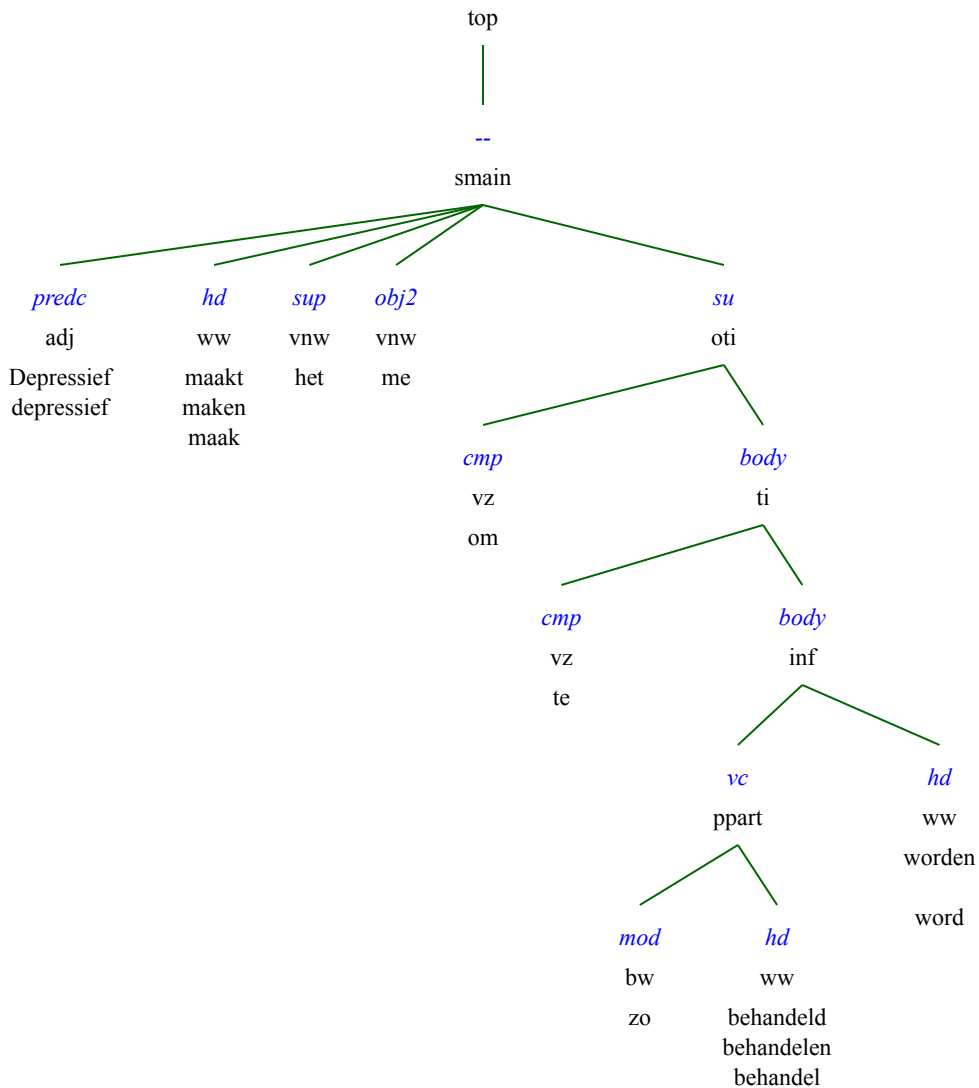 top
--
smain
predc hd sup obj2 su
adj ww vnw vnw oti
Depressief maakt het me
depressief maken
maak
cmp body
vz ti
om
cmp body
vz inf
te
vc hd
ppart ww
worden
word
mod hd
bw ww
zo behandeld
behandelen
behandel